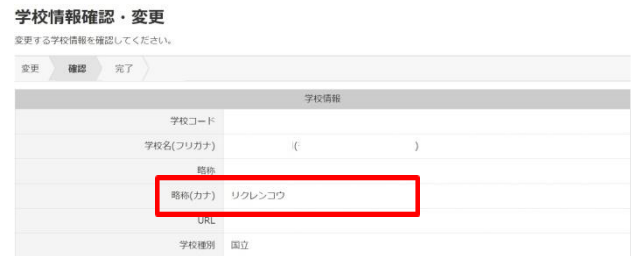 学校情報確認・変更
変更する学校情報を確認してください。
変更 確認 完了
学校情報
学校コード
学校名(フリガナ) ( )
略称
略称(カナ) リクレンコウ
URL
学校種別 国立